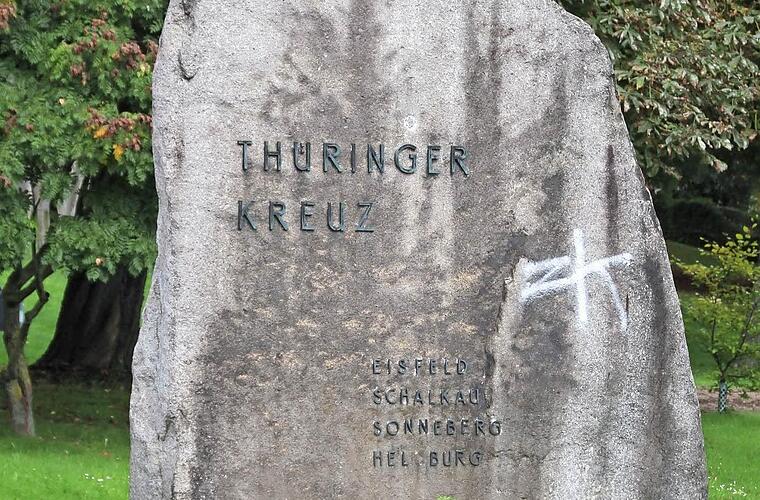 THÜRINGER
KREUZ
EISFELD
SCHALKAU
SONNEBERG
HEL BURG